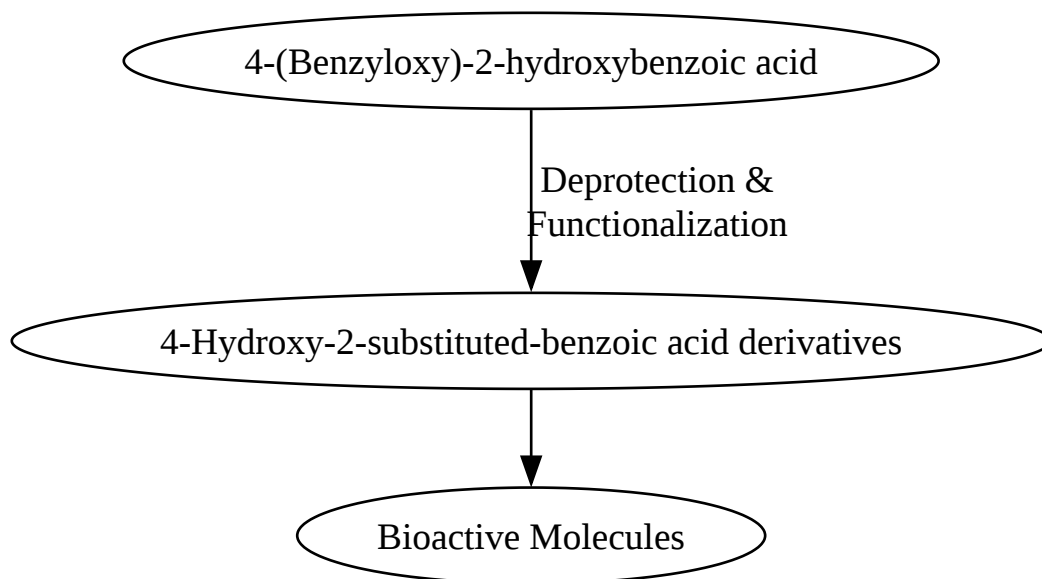 4-(Benzyloxy)-2-hydroxybenzoic acid
Deprotection &
Functionalization
4-Hydroxy-2-substituted-benzoic acid derivatives
Bioactive Molecules